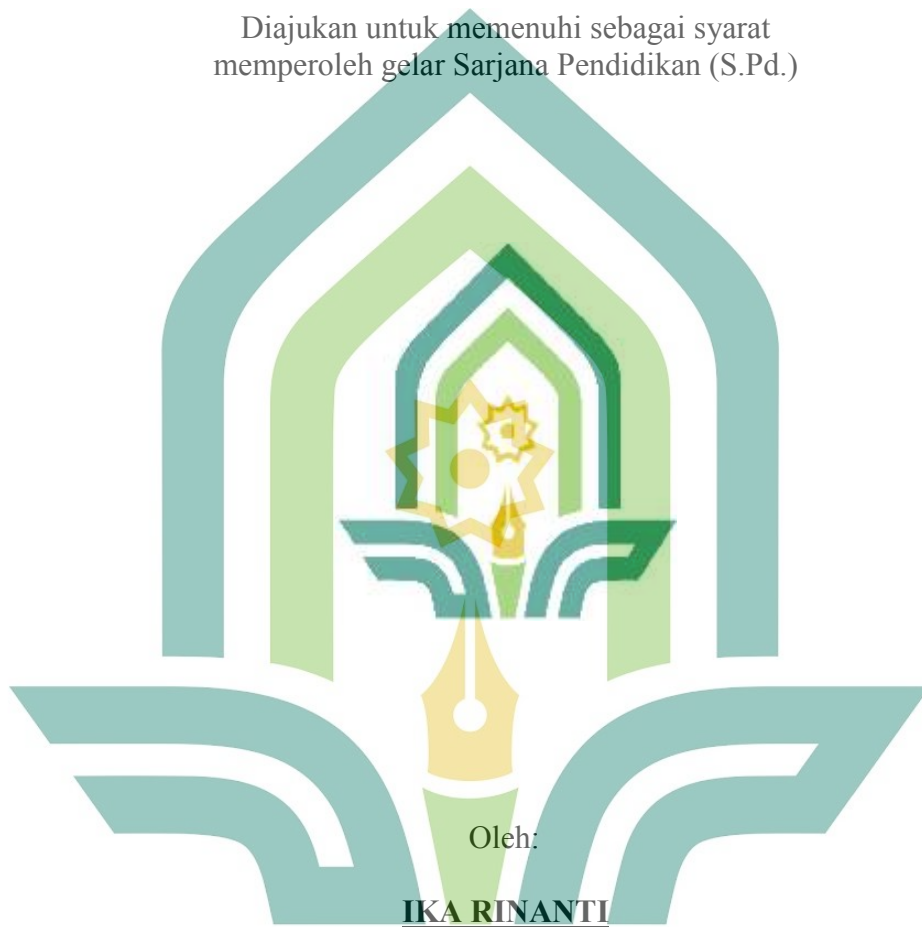 Diajukan untuk memenuhi sebagai syarat
memperoleh gelar Sarjana Pendidikan (S.Pd.)
Oleh:
IKA RINANTI